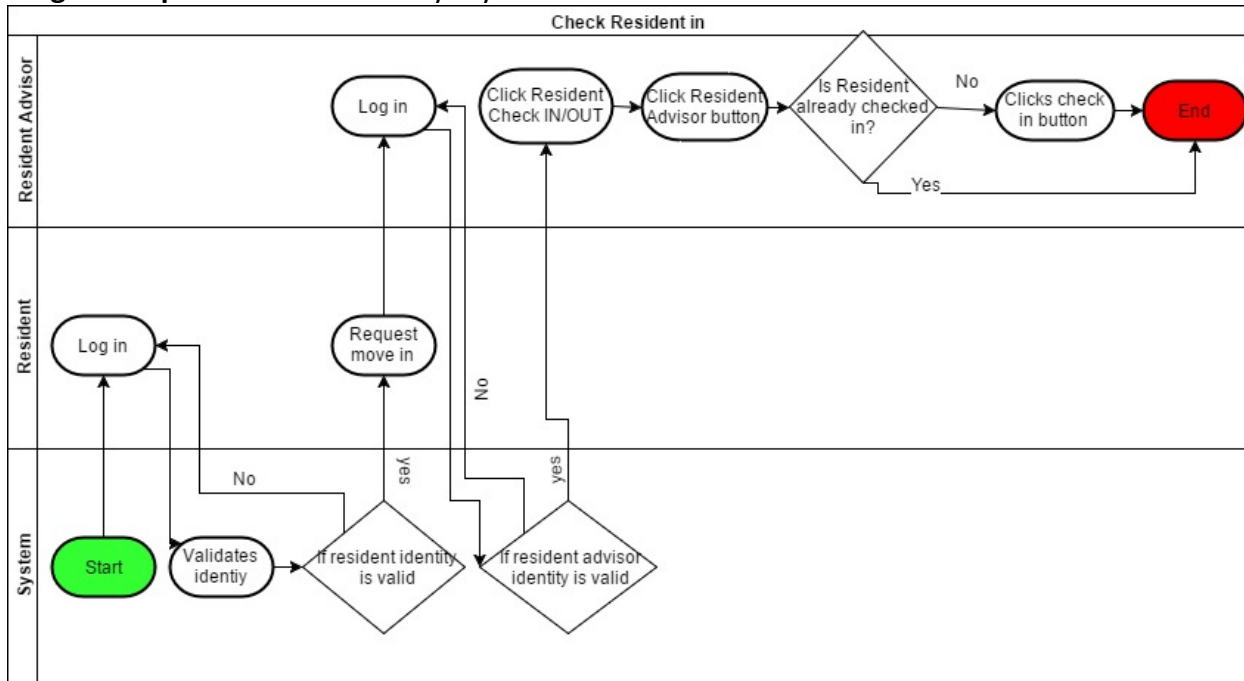 Check Resident in
Resident Advisor
Log in
Click Resident
Check IN/OUT
Click Resident
Advisor button
Is Resident
already checked
in?
No
Clicks check
in button
End
Yes
Resident
Log in
Request
move in
No
System
No
yes
yes
Start
Validates
identiy
If resident identity
is valid
If resident advisor
identity is valid